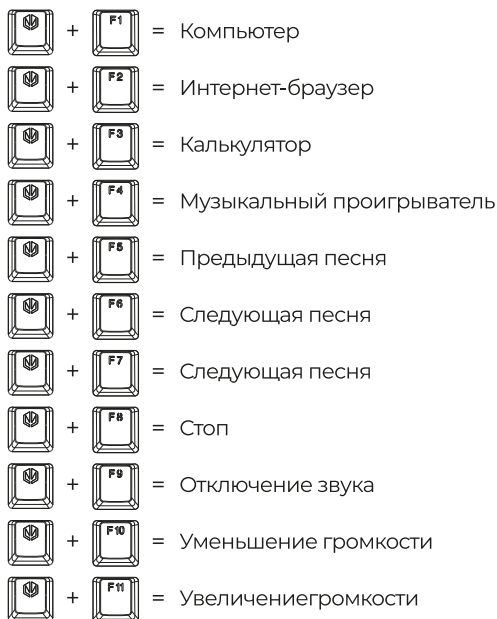 + F1 = Компьютер
+ F2 = Интернет-браузер
+ F3 = Калькулятор
+ F4 = Музыкальный проигрыватель
+ F5 = Предыдущая песня
+ F6 = Следующая песня
+ F7 = Следующая песня
+ F8 = Стоп
+ F9 = Отключение звука
+ F10 = Уменьшение громкости
+ F11 = Увеличениегромкости